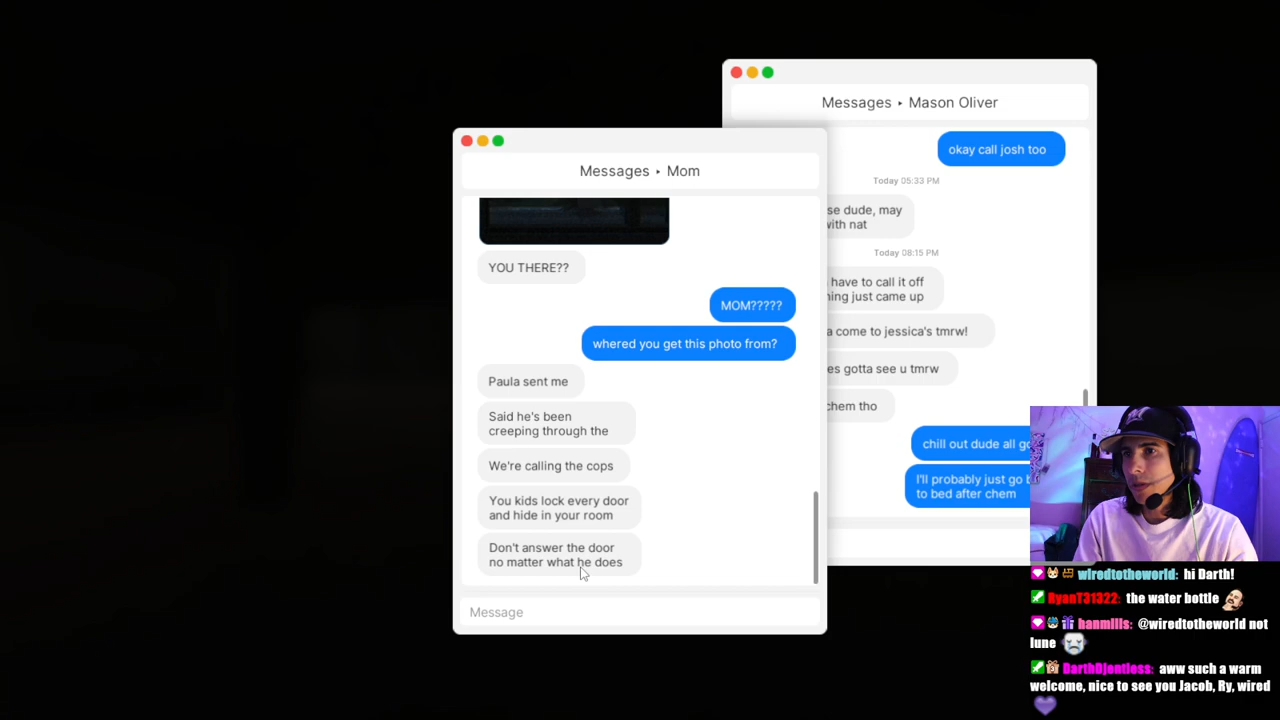 Messages ▸ Mason Oliver
okay call josh too
Today 05:33 PM
se dude, may
with nat
Today 08:15 PM
have to call it off
ning just came up
a come to jessica's tmrw!
es gotta see u tmrw
chem tho
chill out dude all go
I'll probably just go b
to bed after chem
Messages ▸ Mom
YOU THERE??
MOM?????
whered you get this photo from?
Paula sent me
Said he's been
creeping through the
We're calling the cops
You kids lock every door
and hide in your room
Don't answer the door
no matter what he does
Message
wiredtotheworld: hi Darth!
RyanT31322: the water bottle
hanmills: @wiredtotheworld not
lune
DarthDjentless: aww such a warm
welcome, nice to see you Jacob, Ry, wired